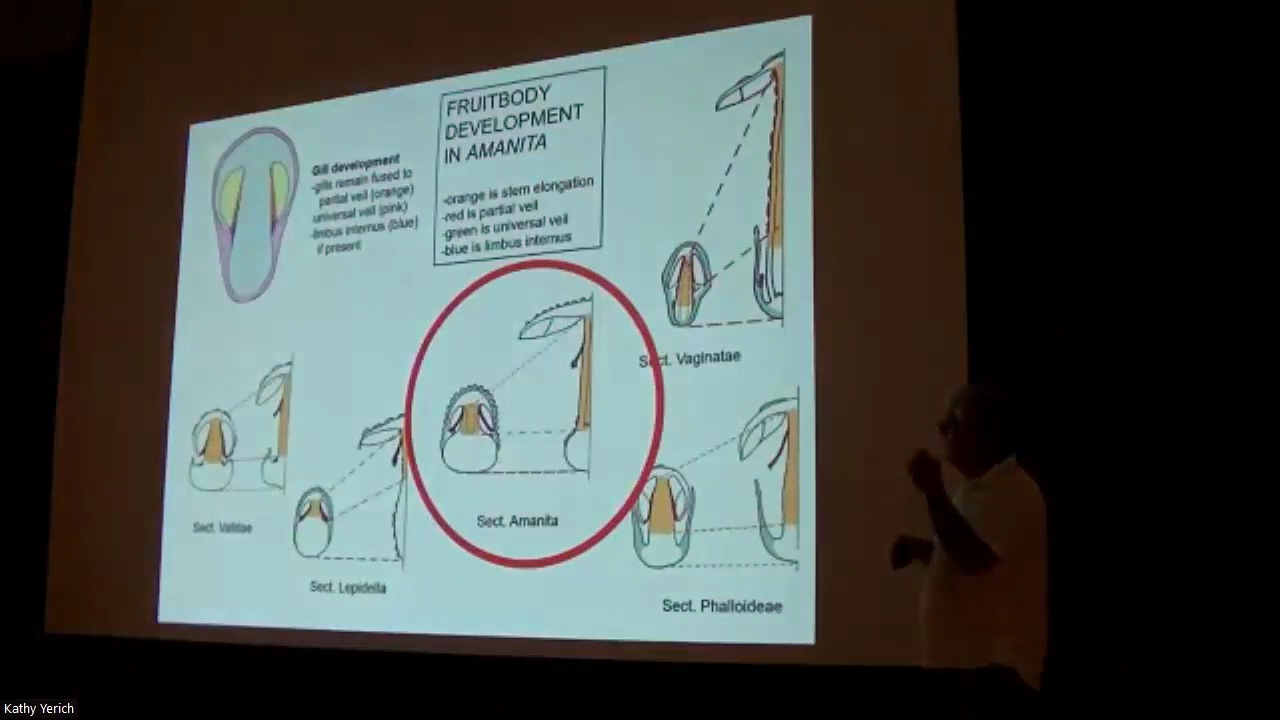 FRUITBODY
DEVELOPMENT
IN AMANITA
-orange is stem elongation
-red is partial veil
-green is universal veil
-blue is limbus internus
Gill development
-gills remain fused to
partial veil (orange)
universal veil (pink)
-limbus internus (blue)
if present
Sect. Vaginatae
Sect. Validae
Sect. Lepidella
Sect. Amanita
Sect. Phalloideae
Kathy Yerich